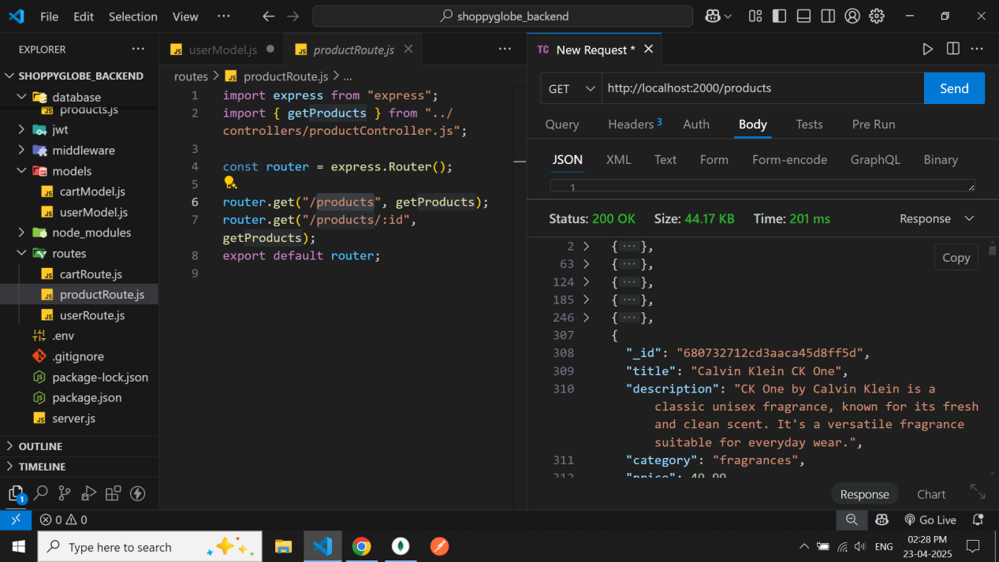 File Edit Selection View ··· shoppyglobe_backend
EXPLORER ···
SHOPPYGLOBE_BACKEND
database
products.js
jwt
middleware
models
cartModel.js
userModel.js
node_modules
routes
cartRoute.js
productRoute.js
userRoute.js
.env
.gitignore
package-lock.json
package.json
server.js
OUTLINE
TIMELINE
1
userModel.js productRoute.js ···
routes > productRoute.js > ...
1 import express from "express";
2 import { getProducts } from "../
controllers/productController.js";
3
4 const router = express.Router();
5
6 router.get("/products", getProducts);
7 router.get("/products/:id",
getProducts);
8 export default router;
9
TC New Request * ···
GET http://localhost:2000/products Send
Query Headers 3 Auth Body Tests Pre Run
JSON XML Text Form Form-encode GraphQL Binary
1
Status: 200 OK Size: 44.17 KB Time: 201 ms Response
2 > {···},
63 > {···},
124 > {···},
185 > {···},
246 > {···},
Copy
307 {
308 "_id": "680732712cd3aaca45d8ff5d",
309 "title": "Calvin Klein CK One",
310 "description": "CK One by Calvin Klein is a
classic unisex fragrance, known for its fresh
and clean scent. It's a versatile fragrance
suitable for everyday wear.",
311 "category": "fragrances",
312 "price": 49.99
Response Chart
0 0 Go Live
Type here to search
ENG
02:28 PM
23-04-2025